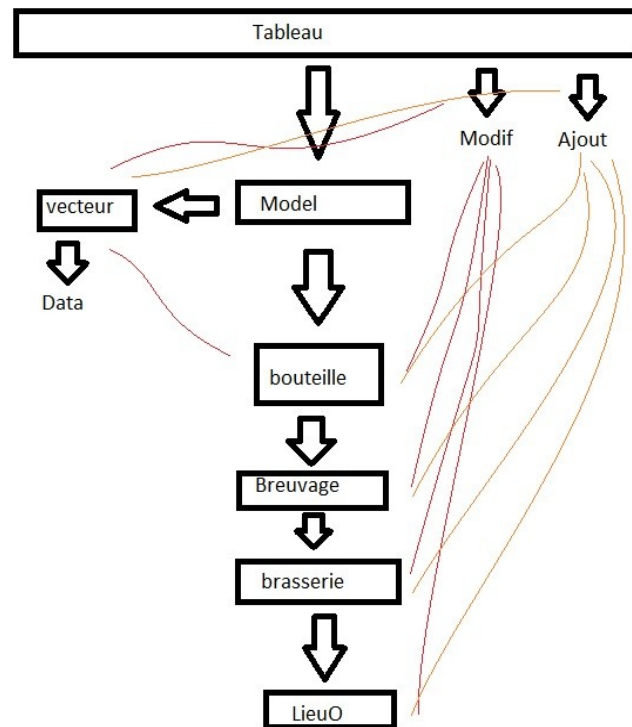 Tableau
Modif
Ajout
vecteur
Model
Data
bouteille
Breuvage
brasserie
LieuO